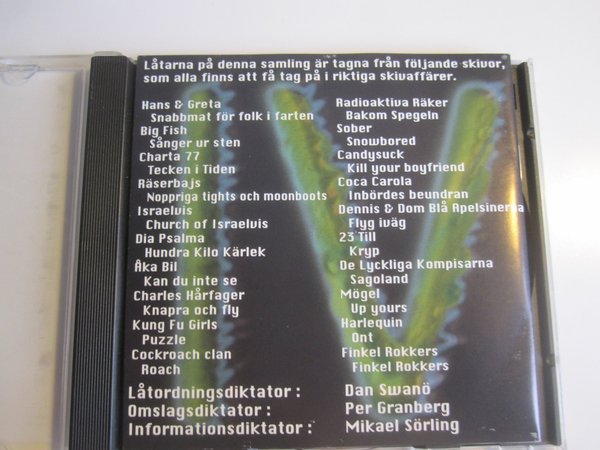 Låtarna på denna samling är tagna från följande skivor,
som alla finns att få tag på i riktiga skivaffärer.
Hans & Greta
Snabbmat för folk i farten
Big Fish
Sånger ur sten
Charta 77
Tecken i Tiden
Räserbajs
Noppriga tights och moonboots
Israelvis
Church of Israelvis
Dia Psalma
Hundra Kilo Kärlek
Åka Bil
Kan du inte se
Charles Hårfager
Knapra och fly
Kung Fu Girls
Puzzle
Cockroach clan
Roach
Radioaktiva Räker
Bakom Spegeln
Sober
Snowbored
Candysuck
Kill your boyfriend
Coca Carola
Inbördes beundran
Dennis & Dom Blå Apelsinerna
Flyg iväg
23 Till
Kryp
De Lyckliga Kompisarna
Sagoland
Mögel
Up yours
Harlequin
Ont
Finkel Rokkers
Finkel Rokkers
Låtordningsdiktator : Dan Swanö
Omslagsdiktator : Per Granberg
Informationsdiktator : Mikael Sörling